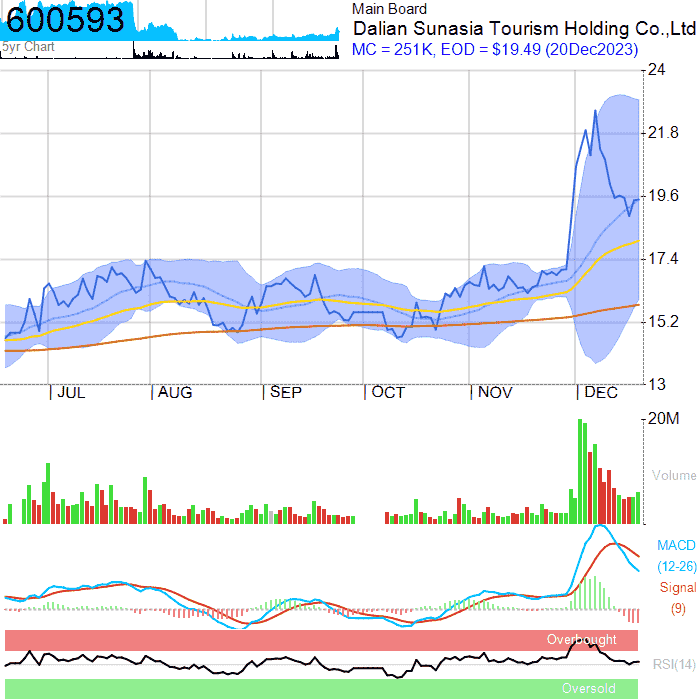 600593
Main Board
Dalian Sunasia Tourism Holding Co.,Ltd
5yr Chart
MC = 251K, EOD = $19.49 (20Dec2023)
24
21.8
19.6
17.4
15.2
13
JUL AUG SEP OCT NOV DEC
20M
Volume
MACD
(12-26)
Signal
(9)
Overbought
RSI(14)
Oversold